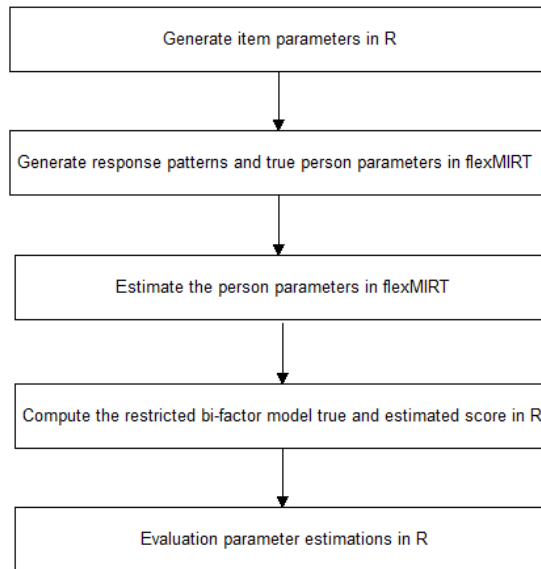 Generate item parameters in R
Generate response patterns and true person parameters in flexMIRT
Estimate the person parameters in flexMIRT
Compute the restricted bi-factor model true and estimated score in R
Evaluation parameter estimations in R